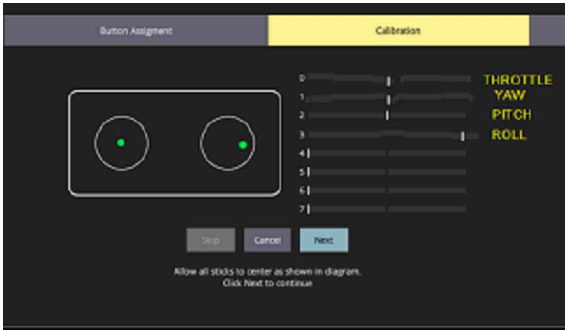 Button Assigment
Calibration
0
THROTTLE
1
YAW
2
PITCH
3
ROLL
4
5
6
7
Skip
Cancel
Next
Allow all sticks to center as shown in diagram.
Click Next to continue